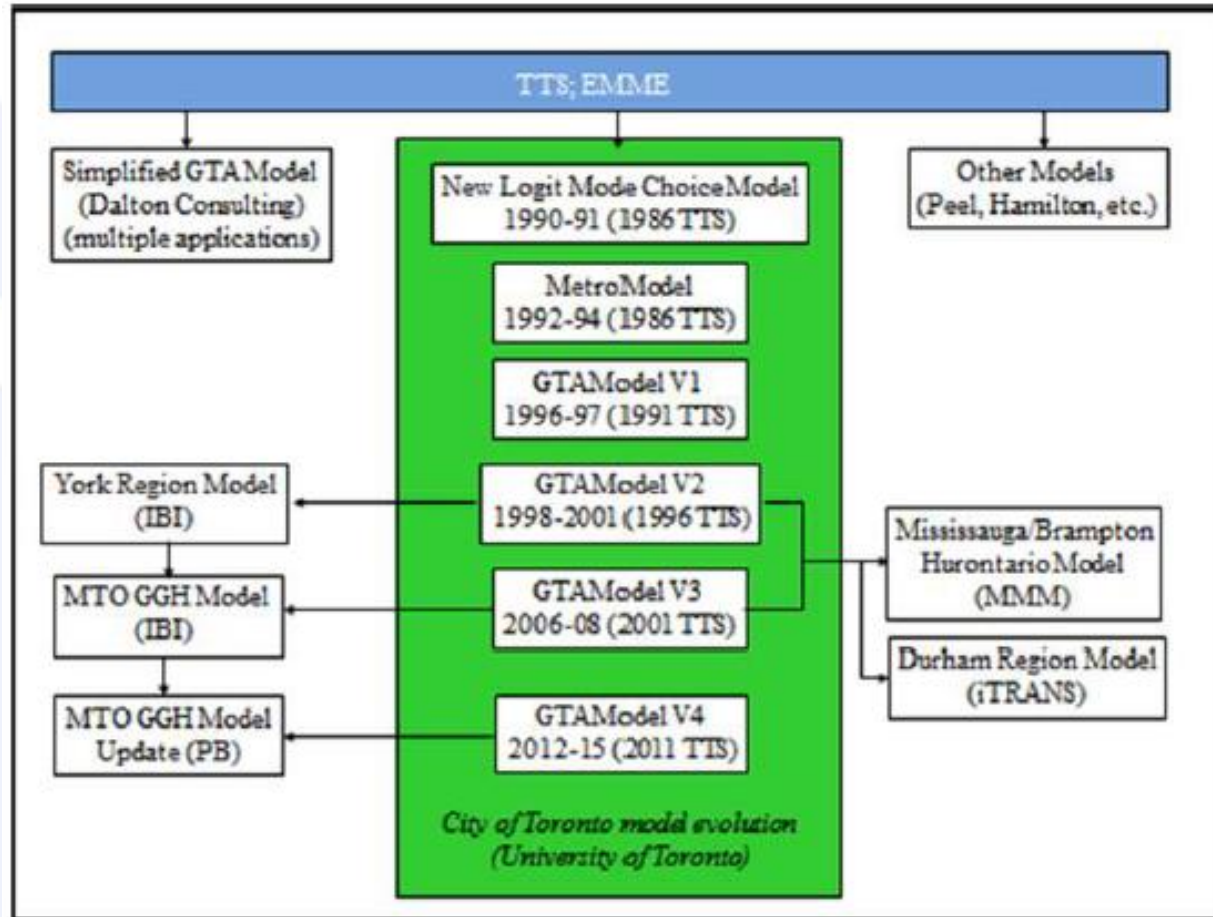 TTS; EMME
Simplified GTA Model
(Dalton Consulting)
(multiple applications)
New Logit Mode Choice Model
1990-91 (1986 TTS)
Other Models
(Peel, Hamilton, etc.)
MetroModel
1992-94 (1986 TTS)
GTAModel V1
1996-97 (1991 TTS)
York Region Model
(IBI)
GTAModel V2
1998-2001 (1996 TTS)
Mississauga/Brampton
Hurontario Model
(MMM)
MTO GGH Model
(IBI)
GTAModel V3
2006-08 (2001 TTS)
Durham Region Model
(iTRANS)
MTO GGH Model
Update (PB)
GTAModel V4
2012-15 (2011 TTS)
City of Toronto model evolution
(University of Toronto)